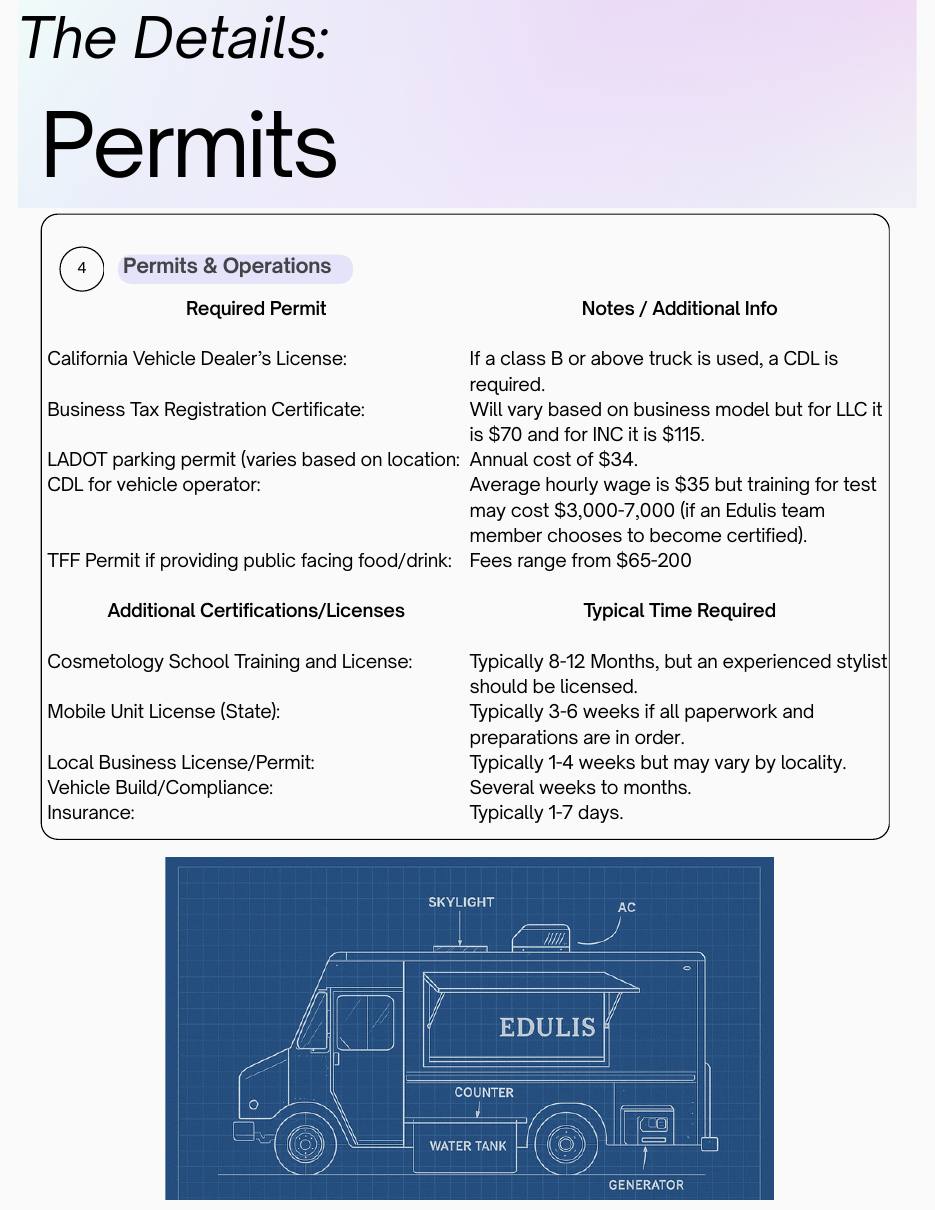 The Details:
Permits
4
Permits & Operations
Required Permit
Notes / Additional Info
California Vehicle Dealer’s License:
If a class B or above truck is used, a CDL is
required.
Business Tax Registration Certificate:
Will vary based on business model but for LLC it
is $70 and for INC it is $115.
LADOT parking permit (varies based on location:
Annual cost of $34.
CDL for vehicle operator:
Average hourly wage is $35 but training for test
may cost $3,000-7,000 (if an Edulis team
member chooses to become certified).
TFF Permit if providing public facing food/drink:
Fees range from $65-200
Additional Certifications/Licenses
Typical Time Required
Cosmetology School Training and License:
Typically 8-12 Months, but an experienced stylist
should be licensed.
Mobile Unit License (State):
Typically 3-6 weeks if all paperwork and
preparations are in order.
Local Business License/Permit:
Typically 1-4 weeks but may vary by locality.
Vehicle Build/Compliance:
Several weeks to months.
Insurance:
Typically 1-7 days.
SKYLIGHT
AC
EDULIS
COUNTER
WATER TANK
GENERATOR